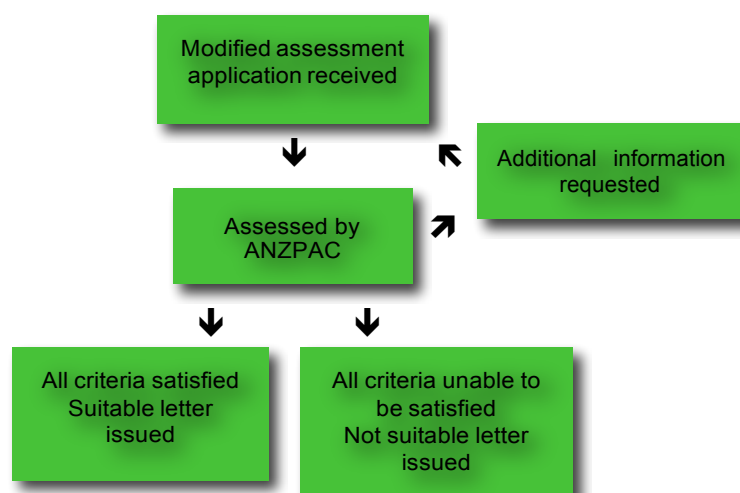 Modified assessment
application received
Additional information
requested
Assessed by
ANZPAC
All criteria satisfied
Suitable letter
issued
All criteria unable to
be satisfied
Not suitable letter
issued